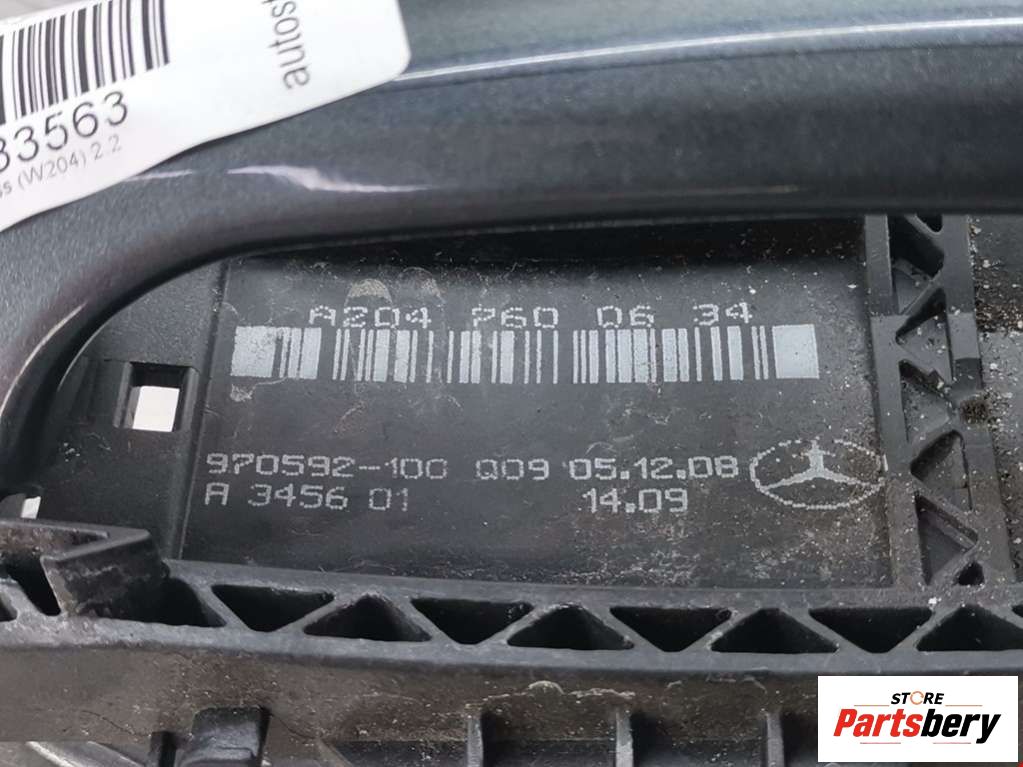 33563
(W204) 2.2
A204 760 06 34
970592-100 Q09 05.12.08
A 3456 01 14.09
STORE
Partsbery